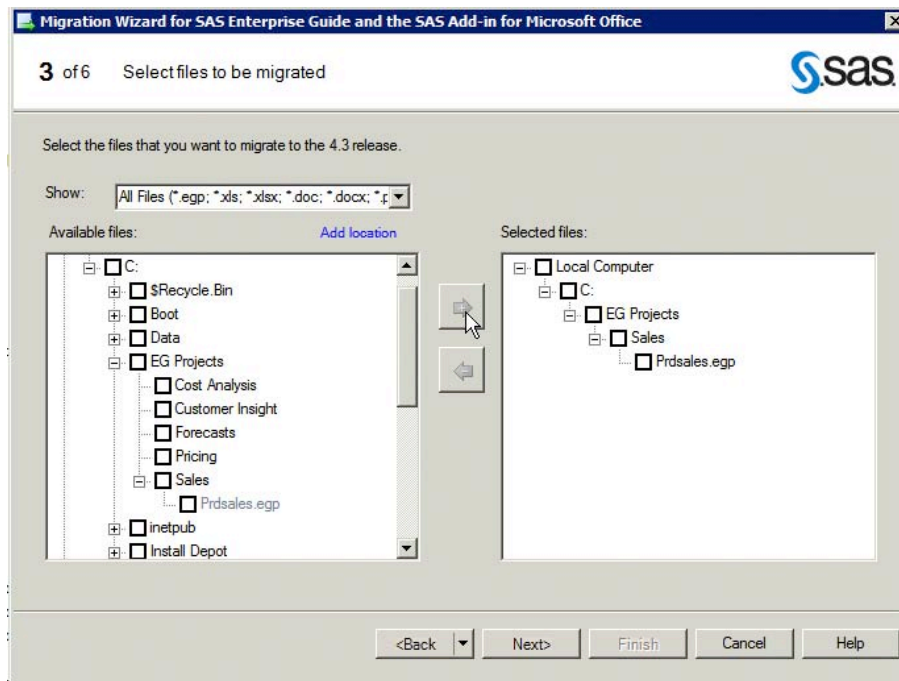 Migration Wizard for SAS Enterprise Guide and the SAS Add-in for Microsoft Office
3 of 6 Select files to be migrated
sas
Select the files that you want to migrate to the 4.3 release.
Show: All Files (*.egp; *.xls; *.xlsx; *.doc; *.docx; *.p
Available files: Add location
C:
$Recycle.Bin
Boot
Data
EG Projects
Cost Analysis
Customer Insight
Forecasts
Pricing
Sales
Prdsales.egp
inetpub
Install Depot
Selected files:
Local Computer
C:
EG Projects
Sales
Prdsales.egp
<Back Next> Finish Cancel Help